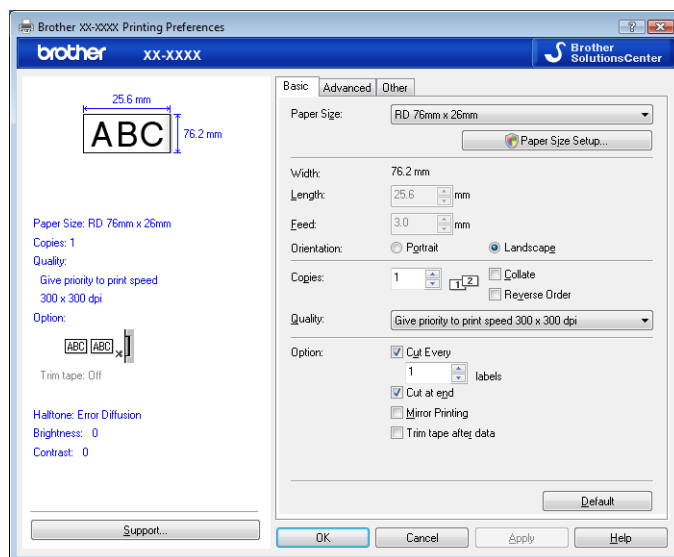 Brother XX-XXXX Printing Preferences
brother XX-XXXX
Brother
SolutionsCenter
25.6 mm
ABC
76.2 mm
Paper Size: RD 76mm x 26mm
Copies: 1
Quality:
Give priority to print speed
300 x 300 dpi
Option:
ABC ABC
Trim tape: Off
Halftone: Error Diffusion
Brightness: 0
Contrast: 0
Support...
Basic Advanced Other
Paper Size: RD 76mm x 26mm
Paper Size Setup...
Width: 76.2 mm
Length: 25.6 mm
Feed: 3.0 mm
Orientation: Portrait Landscape
Copies: 1 1 2 Collate
Reverse Order
Quality: Give priority to print speed 300 x 300 dpi
Option: Cut Every
1 labels
Cut at end
Mirror Printing
Trim tape after data
Default
OK Cancel Apply Help